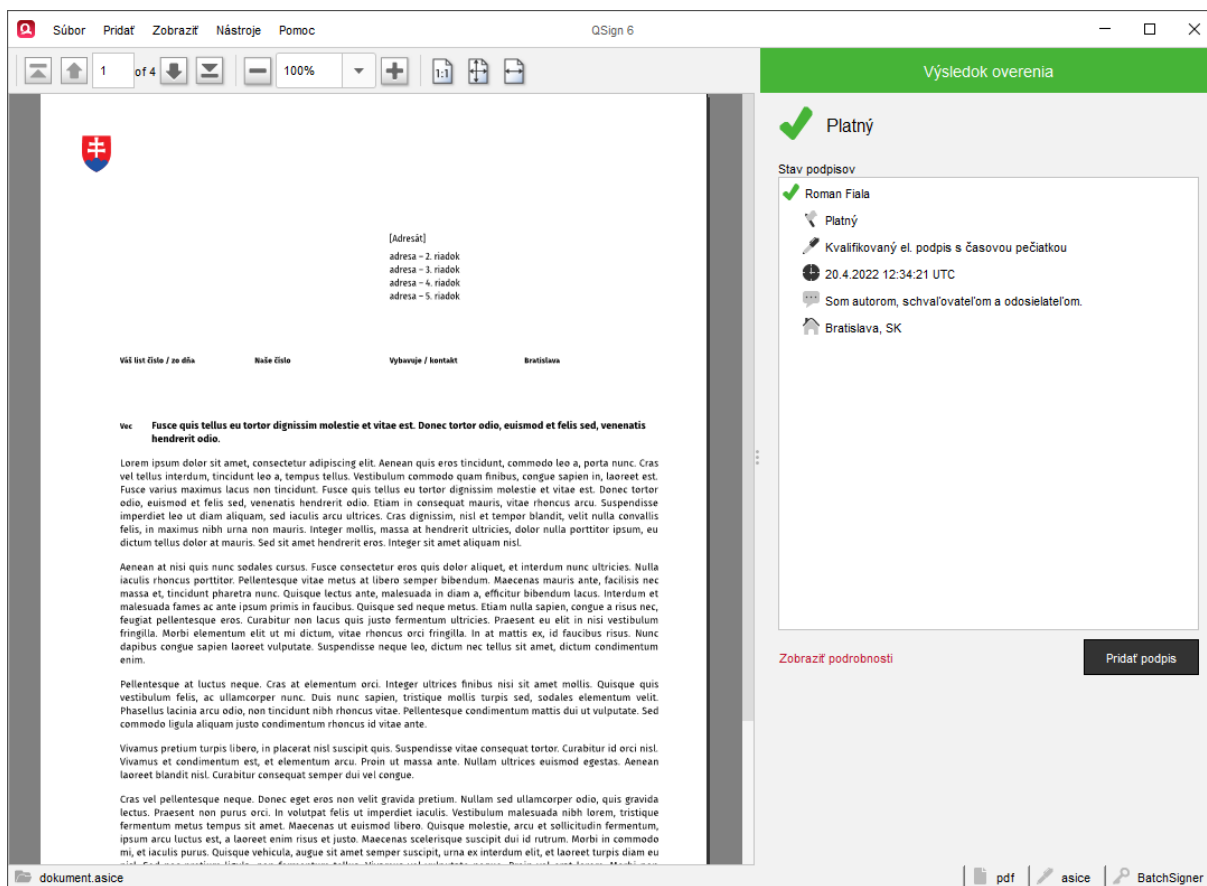 Súbor Pridať Zobraziť Nástroje Pomoc
QSign 6
1 of 4
100%
1:1
[Adresát]
adresa – 2. riadok
adresa – 3. riadok
adresa – 4. riadok
adresa – 5. riadok
Váš list číslo / zo dňa Naše číslo Vybavuje / kontakt Bratislava
Vec Fusce quis tellus eu tortor dignissim molestie et vitae est. Donec tortor odio, euismod et felis sed, venenatis
hendrerit odio.
Lorem ipsum dolor sit amet, consectetur adipiscing elit. Aenean quis eros tincidunt, commodo leo a, porta nunc. Cras
vel tellus interdum, tincidunt leo a, tempus tellus. Vestibulum commodo quam finibus, congue sapien in, laoreet est.
Fusce varius maximus lacus non tincidunt. Fusce quis tellus eu tortor dignissim molestie et vitae est. Donec tortor
odio, euismod et felis sed, venenatis hendrerit odio. Etiam in consequat mauris, vitae rhoncus arcu. Suspendisse
imperdiet leo ut diam aliquam, sed iaculis arcu ultrices. Cras dignissim, nisl et tempor blandit, velit nulla convallis
felis, in maximus nibh urna non mauris. Integer mollis, massa at hendrerit ultricies, dolor nulla porttitor ipsum, eu
dictum tellus dolor at mauris. Sed sit amet hendrerit eros. Integer sit amet aliquam nisl.
Aenean at nisi quis nunc sodales cursus. Fusce consectetur eros quis dolor aliquet, et interdum nunc ultricies. Nulla
iaculis rhoncus porttitor. Pellentesque vitae metus at libero semper bibendum. Maecenas mauris ante, facilisis nec
massa et, tincidunt pharetra nunc. Quisque lectus ante, malesuada in diam a, efficitur bibendum lacus. Interdum et
malesuada fames ac ante ipsum primis in faucibus. Quisque sed neque metus. Etiam nulla sapien, congue a risus nec,
feugiat pellentesque eros. Curabitur non lacus quis justo fermentum ultricies. Praesent eu elit in nisi vestibulum
fringilla. Morbi elementum elit ut mi dictum, vitae rhoncus orci fringilla. In at mattis ex, id faucibus risus. Nunc
dapibus congue sapien laoreet vulputate. Suspendisse neque leo, dictum nec tellus sit amet, dictum condimentum
enim.
Pellentesque at luctus neque. Cras at elementum orci. Integer ultrices finibus nisi sit amet mollis. Quisque quis
vestibulum felis, ac ullamcorper nunc. Duis nunc sapien, tristique mollis turpis sed, sodales elementum velit.
Phasellus lacinia arcu odio, non tincidunt nibh rhoncus vitae. Pellentesque condimentum mattis dui ut vulputate. Sed
commodo ligula aliquam justo condimentum rhoncus id vitae ante.
Vivamus pretium turpis libero, in placerat nisl suscipit quis. Suspendisse vitae consequat tortor. Curabitur id orci nisl.
Vivamus et condimentum est, et elementum arcu. Proin ut massa ante. Nullam ultrices euismod egestas. Aenean
laoreet blandit nisl. Curabitur consequat semper dui vel congue.
Cras vel pellentesque neque. Donec eget eros non velit gravida pretium. Nullam sed ullamcorper odio, quis gravida
lectus. Praesent non purus orci. In volutpat felis ut imperdiet iaculis. Vestibulum malesuada nibh lorem, tristique
fermentum metus tempus sit amet. Maecenas ut euismod libero. Quisque molestie, arcu et sollicitudin fermentum,
ipsum arcu luctus est, a laoreet enim risus et justo. Maecenas scelerisque suscipit dui id rutrum. Morbi in commodo
mi, et iaculis purus. Quisque vehicula, augue sit amet semper suscipit, urna ex interdum elit, et laoreet turpis diam eu
Výsledok overenia
Platný
Stav podpisov
Roman Fiala
Platný
Kvalifikovaný el. podpis s časovou pečiatkou
20.4.2022 12:34:21 UTC
Som autorom, schvaľovateľom a odosielateľom.
Bratislava, SK
Zobraziť podrobnosti
Pridať podpis
dokument.asice
pdf asice BatchSigner